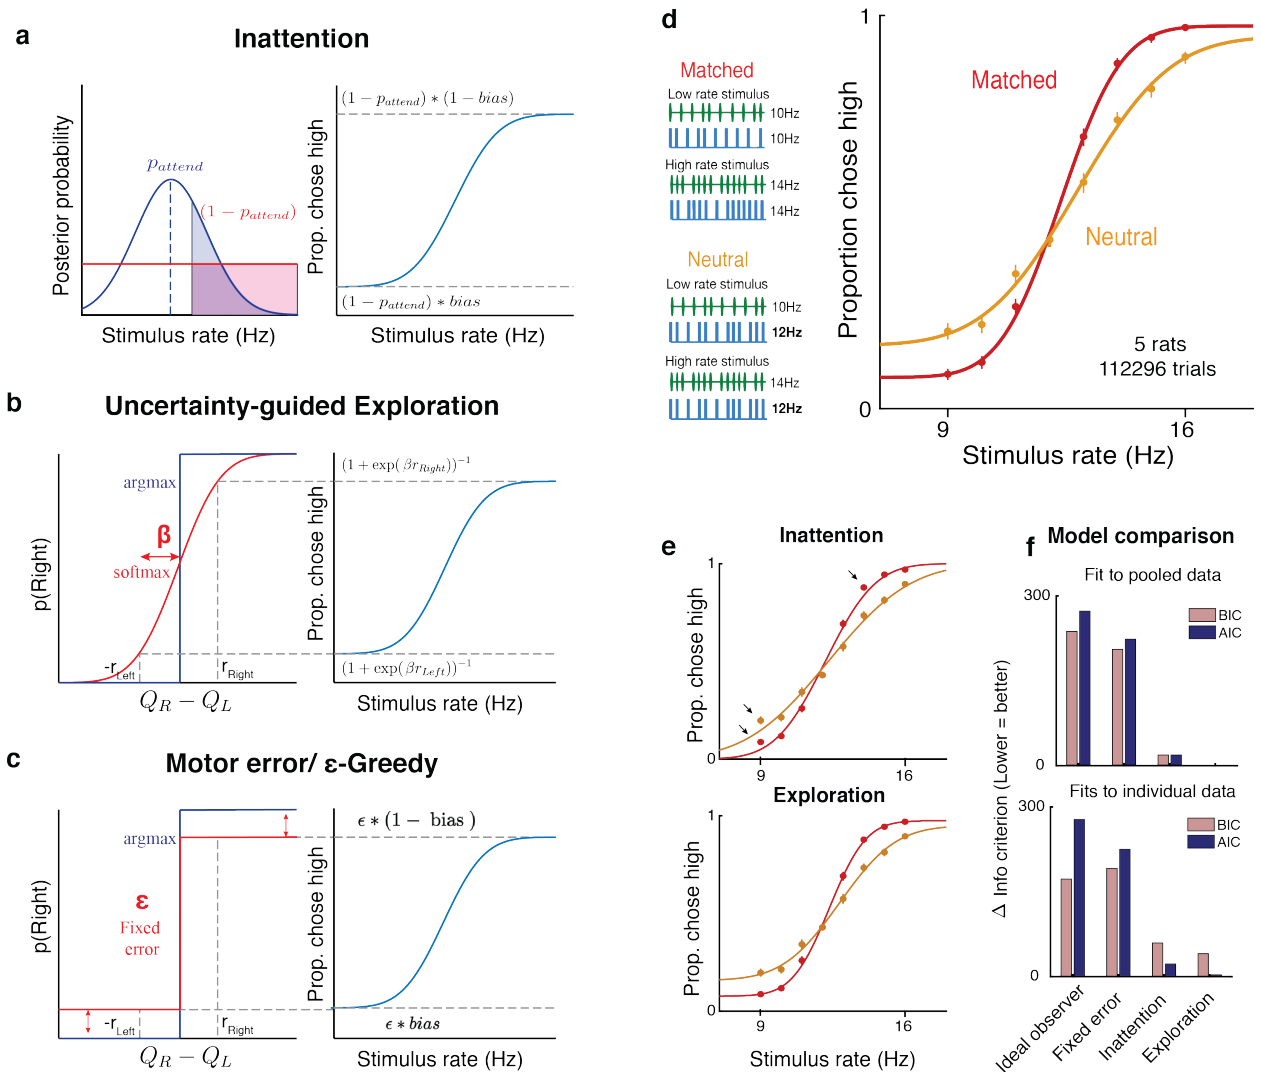 a
Inattention
Posterior probability
p_attend
(1 − p_attend)
Stimulus rate (Hz)
Prop. chose high
(1 − p_attend) ∗ (1 − bias)
(1 − p_attend) ∗ bias
Stimulus rate (Hz)
b
Uncertainty-guided Exploration
p(Right)
argmax
β
softmax
-r_Left
r_Right
Q_R − Q_L
Prop. chose high
(1 + exp(βr_Right))^−1
(1 + exp(βr_Left))^−1
Stimulus rate (Hz)
c
Motor error/ ε-Greedy
p(Right)
argmax
ε
Fixed
error
-r_Left
r_Right
Q_R − Q_L
Prop. chose high
ϵ ∗ (1 − bias )
ϵ ∗ bias
Stimulus rate (Hz)
d
Matched
Low rate stimulus
10Hz
10Hz
High rate stimulus
14Hz
14Hz
Neutral
Low rate stimulus
10Hz
12Hz
High rate stimulus
14Hz
12Hz
Proportion chose high
1
0
Matched
Neutral
5 rats
112296 trials
9
16
Stimulus rate (Hz)
e
Inattention
Prop. chose high
1
0
9
16
Exploration
Prop. chose high
1
0
9
16
Stimulus rate (Hz)
f
Model comparison
Fit to pooled data
300
BIC
AIC
0
Fits to individual data
300
BIC
AIC
0
Δ Info criterion (Lower = better)
Ideal observer
Fixed error
Inattention
Exploration